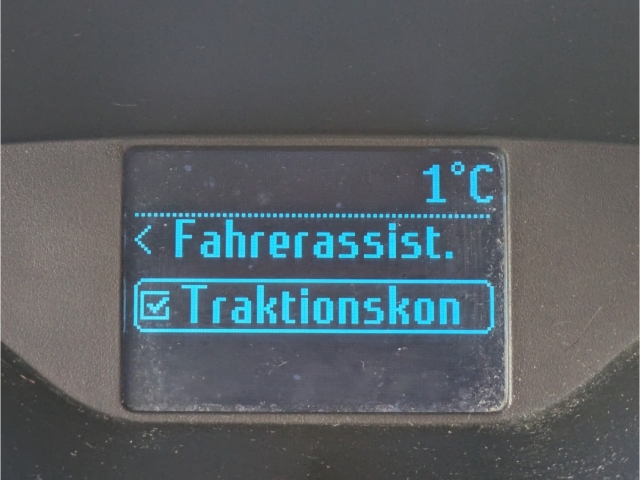 1°C
< Fahrerassist.
Traktionskon